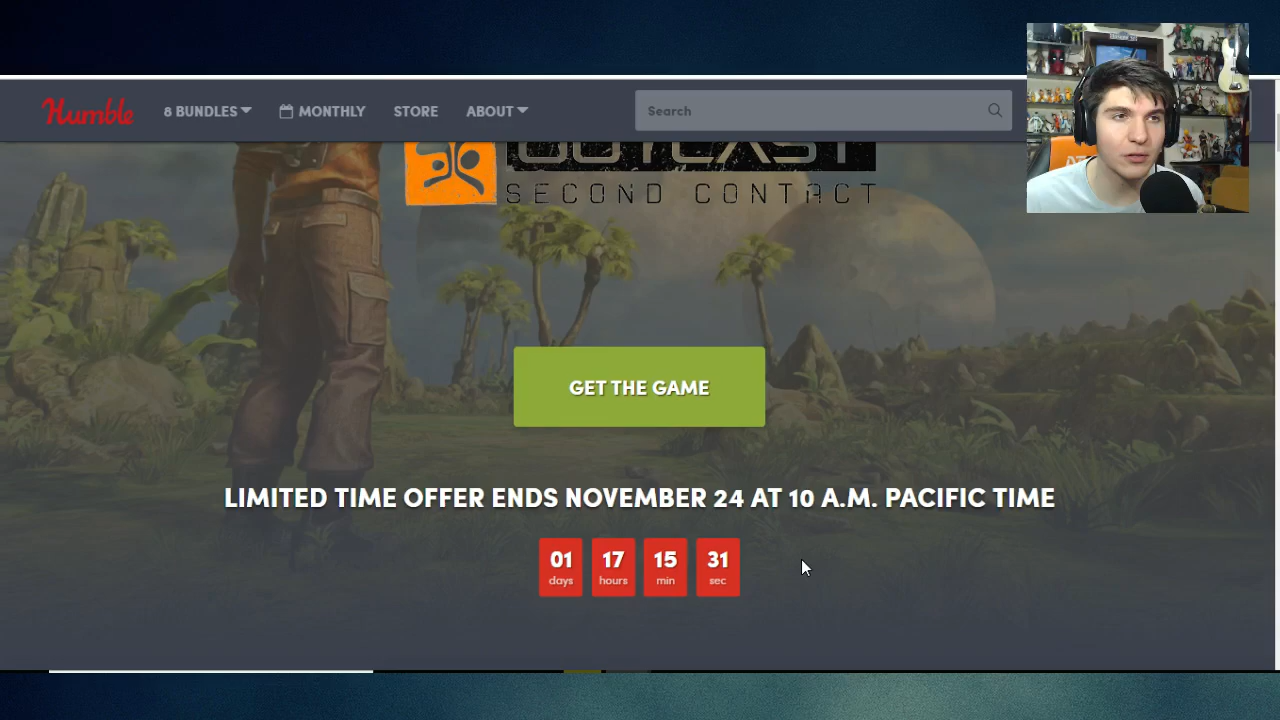 Humble
8 BUNDLES
MONTHLY
STORE
ABOUT
Search
OUTCAST
SECOND CONTACT
GET THE GAME
LIMITED TIME OFFER ENDS NOVEMBER 24 AT 10 A.M. PACIFIC TIME
01 17 15 31
days hours min sec